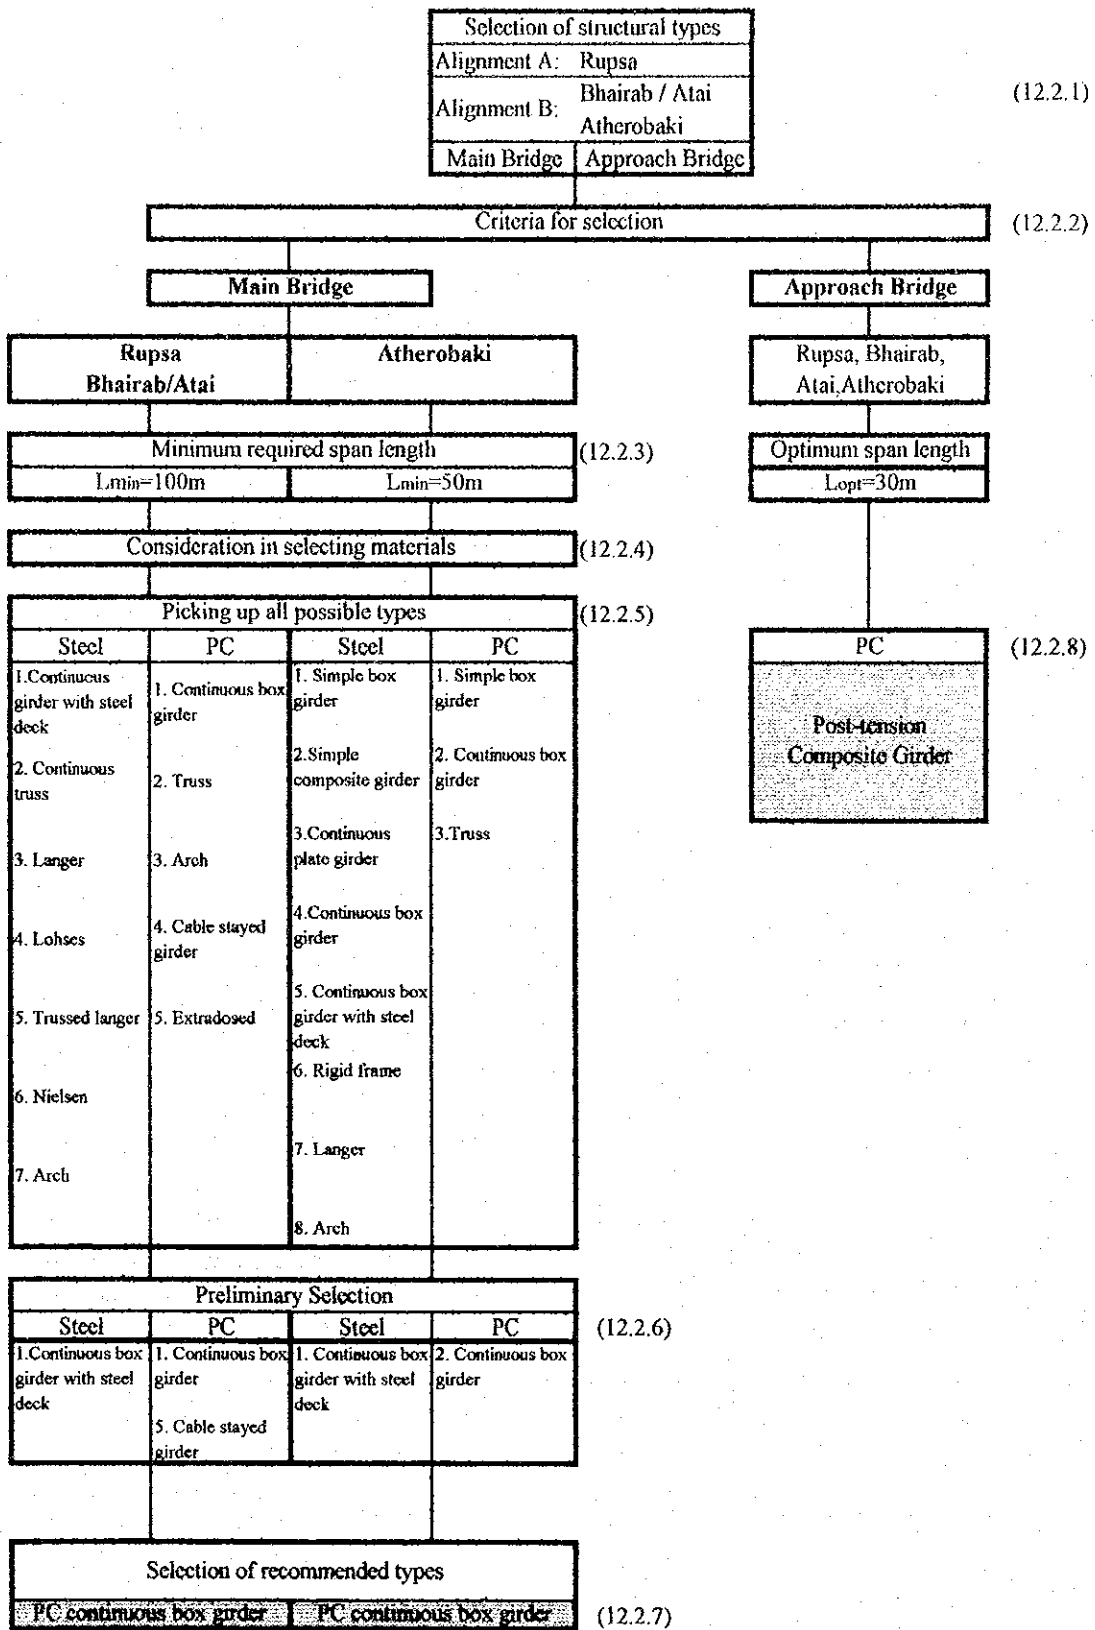 Selection of structural types
Alignment A: Rupsa
Alignment B: Bhairab / Atai
Atherobaki
(12.2.1)
Main Bridge Approach Bridge
Criteria for selection
(12.2.2)
Main Bridge
Approach Bridge
Rupsa
Bhairab/Atai
Atherobaki
Rupsa, Bhairab,
Atai,Atherobaki
Minimum required span length
(12.2.3)
Lmin=100m
Lmin=50m
Optimum span length
Lopt=30m
Consideration in selecting materials
(12.2.4)
Picking up all possible types
(12.2.5)
Steel
1.Continuous
girder with steel
deck
2. Continuous
truss
3. Langer
4. Lohses
5. Trussed langer
6. Nielsen
7. Arch
PC
1. Continuous box
girder
2. Truss
3. Arch
4. Cable stayed
girder
5. Extradosed
Steel
1. Simple box
girder
2.Simple
composite girder
3.Continuous
plate girder
4.Continuous box
girder
5. Continuous box
girder with steel
deck
6. Rigid frame
7. Langer
8. Arch
PC
1. Simple box
girder
2. Continuous box
girder
3.Truss
PC
(12.2.8)
Post-tension
Composite Girder
Preliminary Selection
(12.2.6)
Steel
1.Continuous box
girder with steel
deck
PC
1. Continuous box
girder
5. Cable stayed
girder
Steel
1. Continuous box
girder with steel
deck
PC
2. Continuous box
girder
Selection of recommended types
PC continuous box girder
PC continuous box girder
(12.2.7)